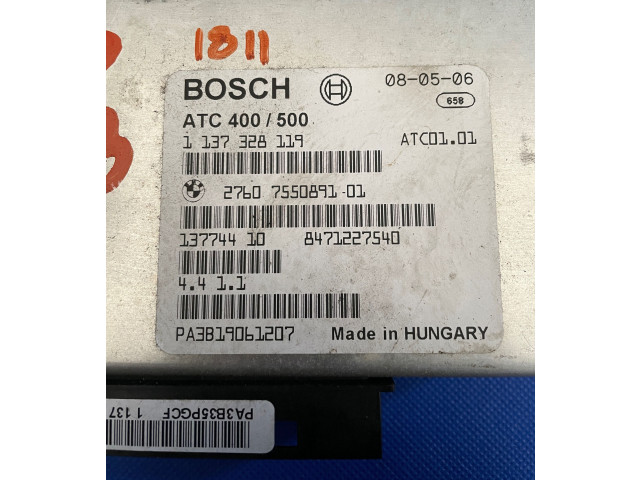 1811
BOSCH 08-05-06
658
ATC 400 / 500
1 137 328 119 ATC01.01
2760 7550891-01
137744 10 8471227540
4.4 1.1
PA3B19061207 Made in HUNGARY
PA3B35PGCF 1 137